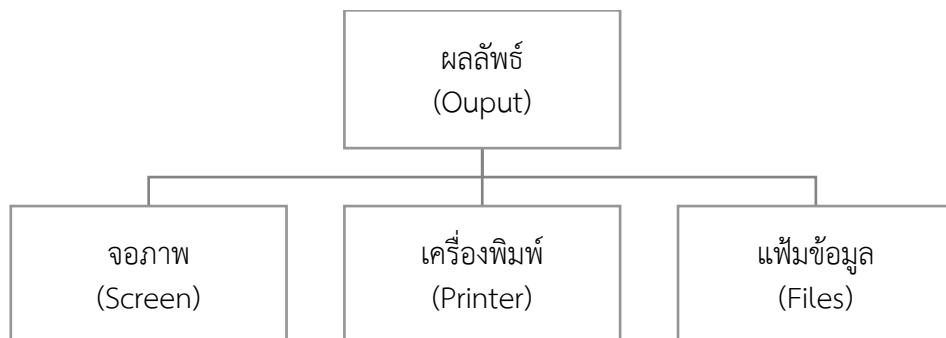 ผลลัพธ์
(Ouput)
จอภาพ
(Screen)
เครื่องพิมพ์
(Printer)
แฟ้มข้อมูล
(Files)